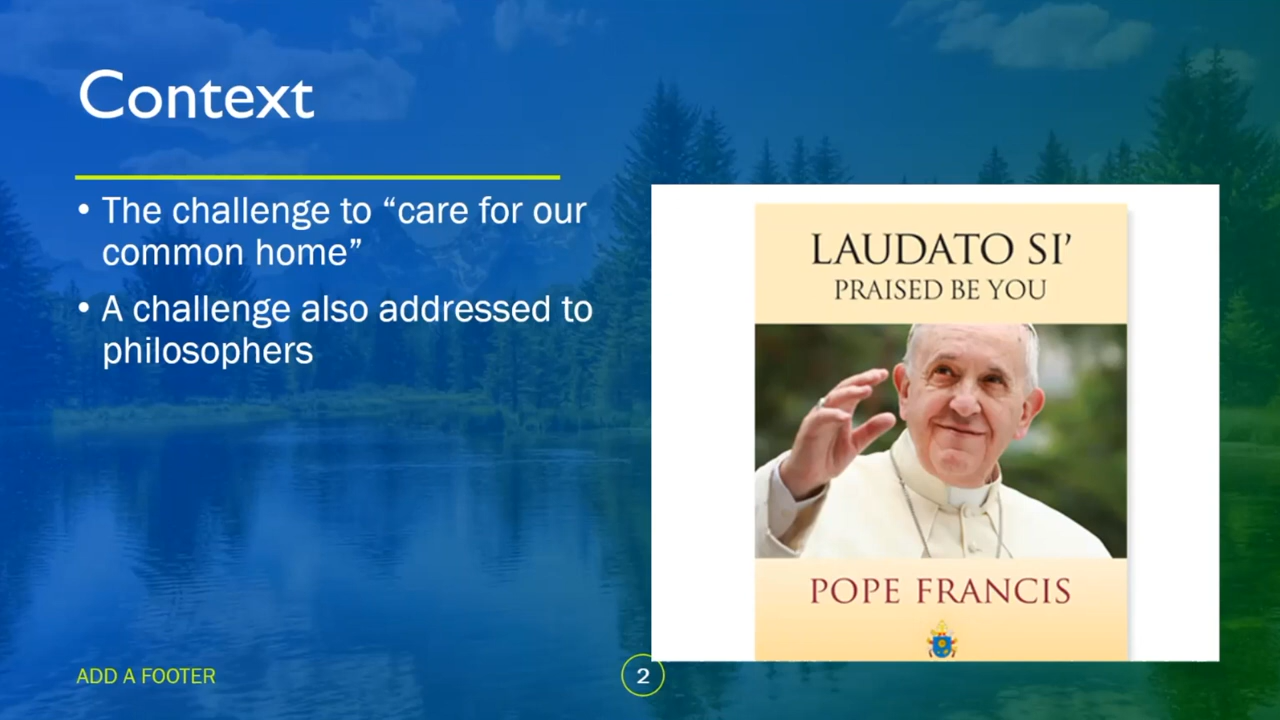 Context
• The challenge to “care for our
common home”
• A challenge also addressed to
philosophers
LAUDATO SI’
PRAISED BE YOU
POPE FRANCIS
ADD A FOOTER
2